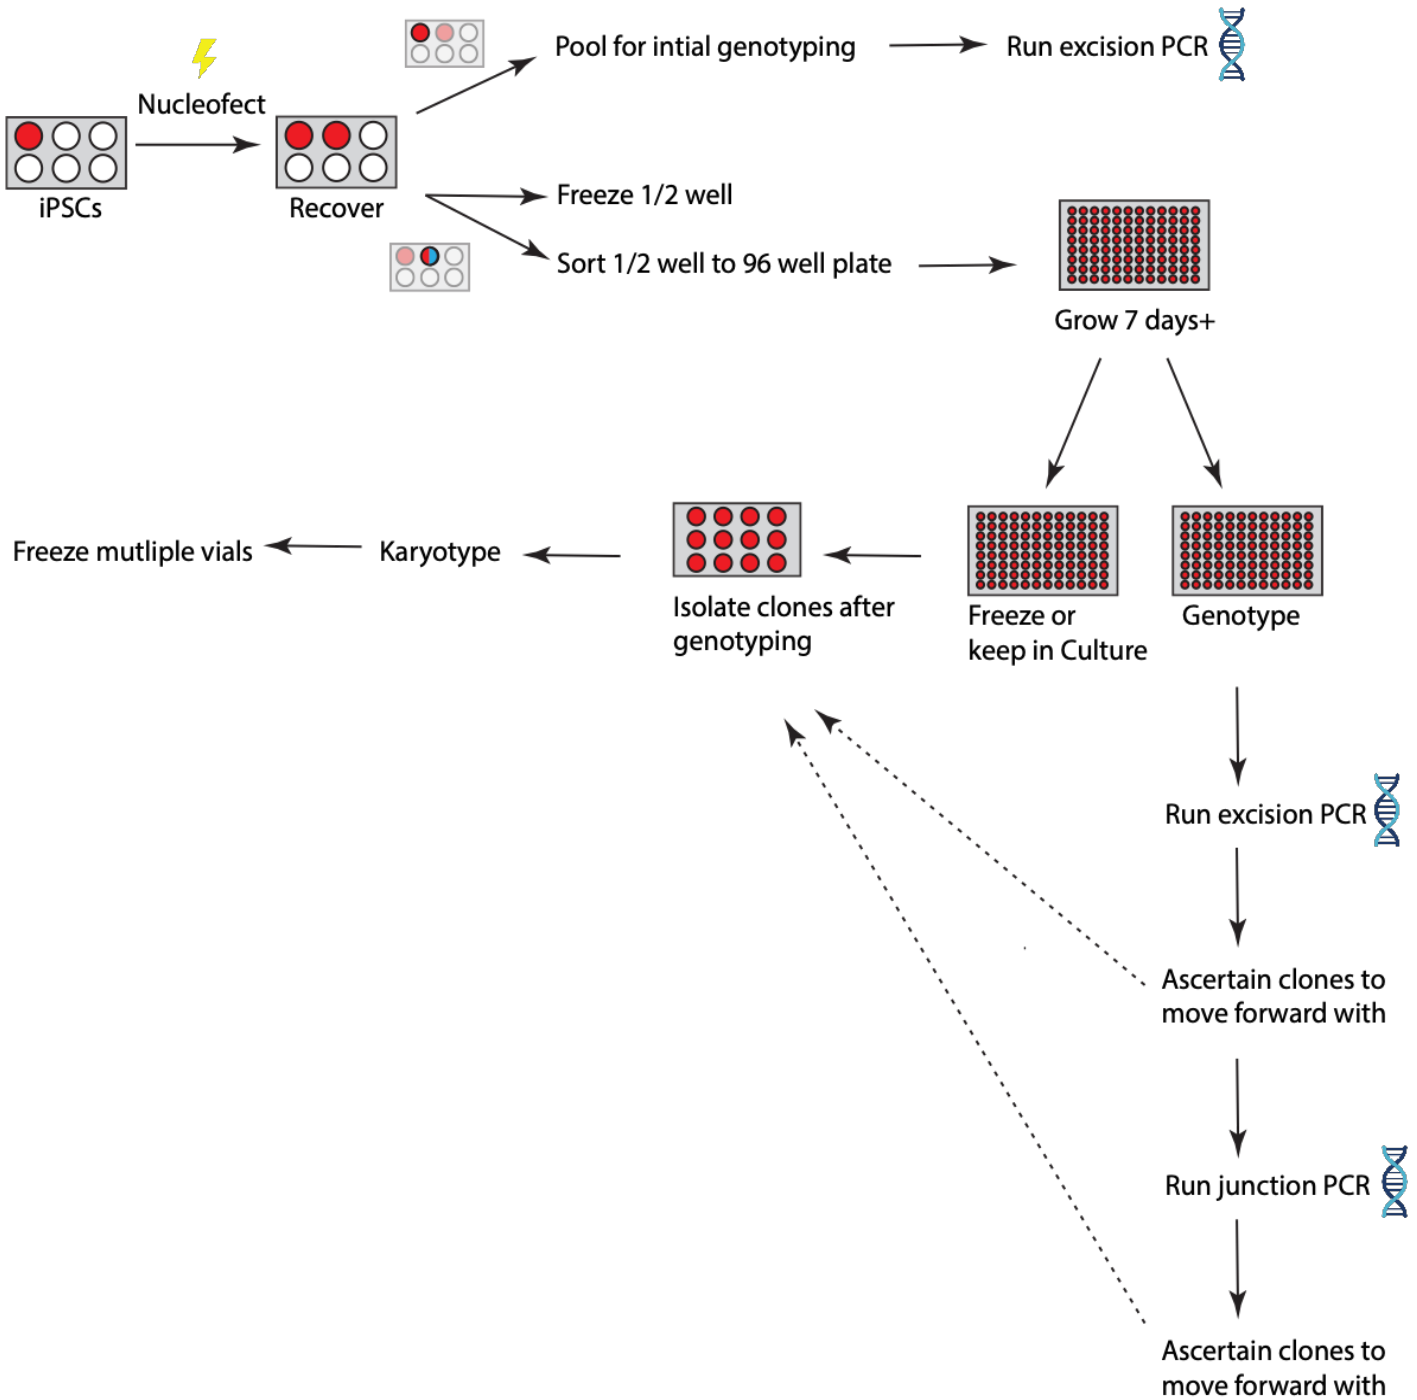 Pool for intial genotyping
Run excision PCR
Nucleofect
iPSCs
Recover
Freeze 1/2 well
Sort 1/2 well to 96 well plate
Grow 7 days+
Freeze mutliple vials
Karyotype
Isolate clones after
genotyping
Freeze or
keep in Culture
Genotype
Run excision PCR
Ascertain clones to
move forward with
Run junction PCR
Ascertain clones to
move forward with